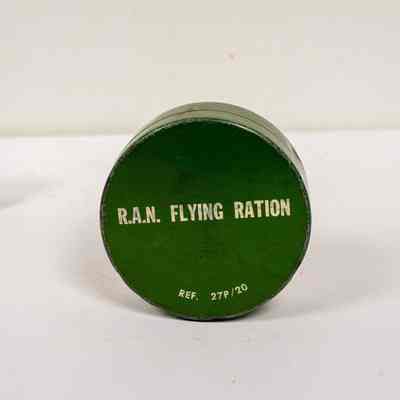 R.A.N. FLYING RATION
REF. 27P/20